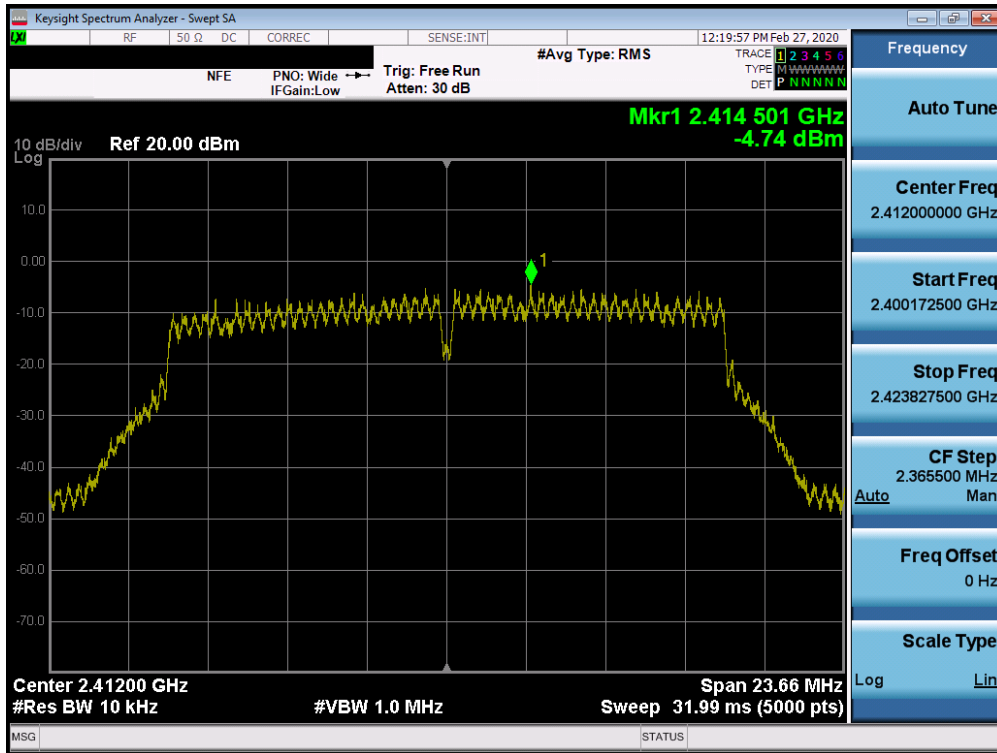 Keysight Spectrum Analyzer - Swept SA
LXI RF 50 Ω DC CORREC SENSE:INT 12:19:57 PM Feb 27, 2020
#Avg Type: RMS TRACE 1 2 3 4 5 6
NFE PNO: Wide Trig: Free Run TYPE M WWWWW
IFGain:Low Atten: 30 dB DET P N N N N N
Mkr1 2.414 501 GHz
-4.74 dBm
10 dB/div Ref 20.00 dBm
Log
10.0
0.00
1
-10.0
-20.0
-30.0
-40.0
-50.0
-60.0
-70.0
Center 2.41200 GHz Span 23.66 MHz
#Res BW 10 kHz #VBW 1.0 MHz Sweep 31.99 ms (5000 pts)
MSG STATUS
Frequency
Auto Tune
Center Freq
2.412000000 GHz
Start Freq
2.400172500 GHz
Stop Freq
2.423827500 GHz
CF Step
2.365500 MHz
Auto Man
Freq Offset
0 Hz
Scale Type
Log Lin